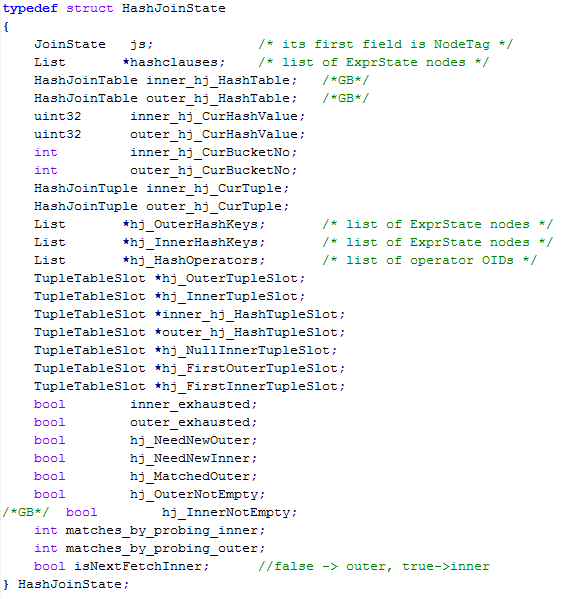 typedef struct HashJoinState
{
    JoinState   js;             /* its first field is NodeTag */
    List       *hashclauses;    /* list of ExprState nodes */
    HashJoinTable inner_hj_HashTable;   /*GB*/
    HashJoinTable outer_hj_HashTable;   /*GB*/
    uint32      inner_hj_CurHashValue;
    uint32      outer_hj_CurHashValue;
    int         inner_hj_CurBucketNo;
    int         outer_hj_CurBucketNo;
    HashJoinTuple inner_hj_CurTuple;
    HashJoinTuple outer_hj_CurTuple;
    List       *hj_OuterHashKeys;       /* list of ExprState nodes */
    List       *hj_InnerHashKeys;       /* list of ExprState nodes */
    List       *hj_HashOperators;       /* list of operator OIDs */
    TupleTableSlot *hj_OuterTupleSlot;
    TupleTableSlot *hj_InnerTupleSlot;
    TupleTableSlot *inner_hj_HashTupleSlot;
    TupleTableSlot *outer_hj_HashTupleSlot;
    TupleTableSlot *hj_NullInnerTupleSlot;
    TupleTableSlot *hj_FirstOuterTupleSlot;
    TupleTableSlot *hj_FirstInnerTupleSlot;
    bool        inner_exhausted;
    bool        outer_exhausted;
    bool        hj_NeedNewOuter;
    bool        hj_NeedNewInner;
    bool        hj_MatchedOuter;
    bool        hj_OuterNotEmpty;
/*GB*/  bool        hj_InnerNotEmpty;
    int matches_by_probing_inner;
    int matches_by_probing_outer;
    bool isNextFetchInner;      //false -> outer, true->inner
} HashJoinState;